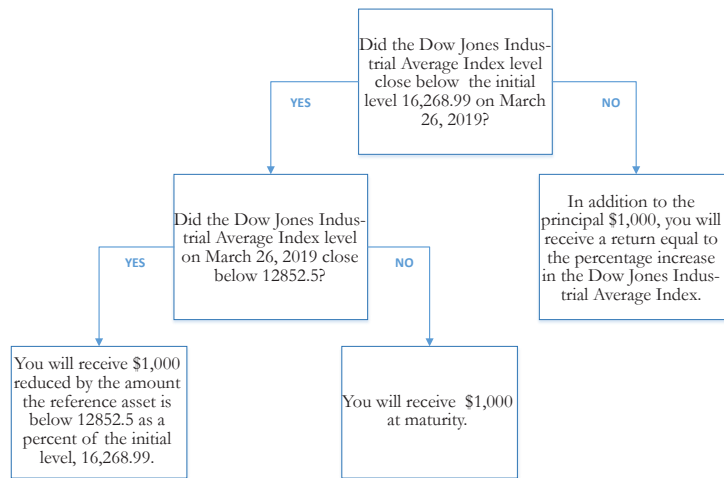 Did the Dow Jones Indus-
trial Average Index level
close below the initial
level 16,268.99 on March
26, 2019?
YES
NO
Did the Dow Jones Indus-
trial Average Index level
on March 26, 2019 close
below 12852.5?
In addition to the
principal $1,000, you will
receive a return equal to
the percentage increase
in the Dow Jones Indus-
trial Average Index.
YES
NO
You will receive $1,000
reduced by the amount
the reference asset is
below 12852.5 as a
percent of the initial
level, 16,268.99.
You will receive $1,000
at maturity.